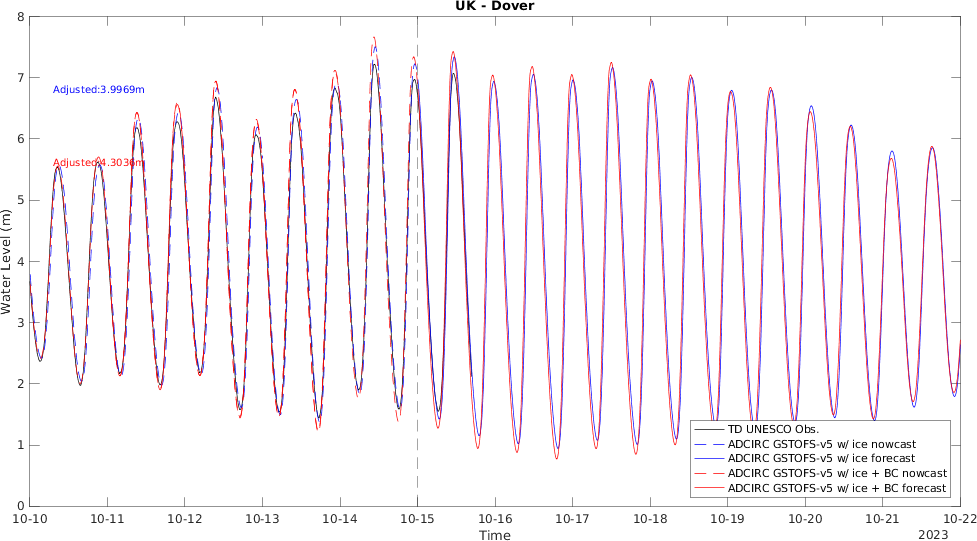 UK - Dover
8
7
6
5
4
3
2
1
0
Water Level (m)
Adjusted:3.9969m
Adjusted:4.3036m
TD UNESCO Obs.
ADCIRC GSTOFS-v5 w/ ice nowcast
ADCIRC GSTOFS-v5 w/ ice forecast
ADCIRC GSTOFS-v5 w/ ice + BC nowcast
ADCIRC GSTOFS-v5 w/ ice + BC forecast
10-10 10-11 10-12 10-13 10-14 10-15 10-16 10-17 10-18 10-19 10-20 10-21 10-22
Time
2023